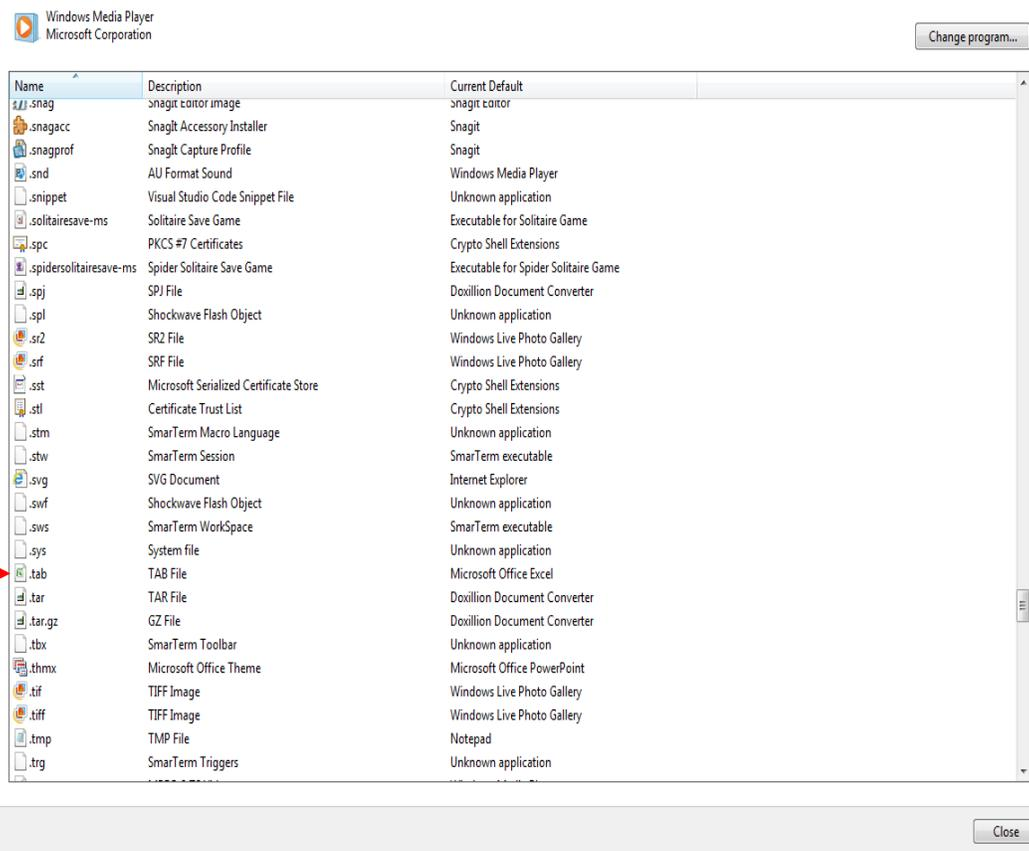 Windows Media Player
Microsoft Corporation
Change program...
Name Description Current Default
.snag SnagIt Editor Image Snagit Editor
.snagacc SnagIt Accessory Installer Snagit
.snagprof SnagIt Capture Profile Snagit
.snd AU Format Sound Windows Media Player
.snippet Visual Studio Code Snippet File Unknown application
.solitairesave-ms Solitaire Save Game Executable for Solitaire Game
.spc PKCS #7 Certificates Crypto Shell Extensions
.spidersolitairesave-ms Spider Solitaire Save Game Executable for Spider Solitaire Game
.spj SPJ File Doxillion Document Converter
.spl Shockwave Flash Object Unknown application
.sr2 SR2 File Windows Live Photo Gallery
.srf SRF File Windows Live Photo Gallery
.sst Microsoft Serialized Certificate Store Crypto Shell Extensions
.stl Certificate Trust List Crypto Shell Extensions
.stm SmarTerm Macro Language Unknown application
.stw SmarTerm Session SmarTerm executable
.svg SVG Document Internet Explorer
.swf Shockwave Flash Object Unknown application
.sws SmarTerm WorkSpace SmarTerm executable
.sys System file Unknown application
.tab TAB File Microsoft Office Excel
.tar TAR File Doxillion Document Converter
.tar.gz GZ File Doxillion Document Converter
.tbx SmarTerm Toolbar Unknown application
.thmx Microsoft Office Theme Microsoft Office PowerPoint
.tif TIFF Image Windows Live Photo Gallery
.tiff TIFF Image Windows Live Photo Gallery
.tmp TMP File Notepad
.trg SmarTerm Triggers Unknown application
Close